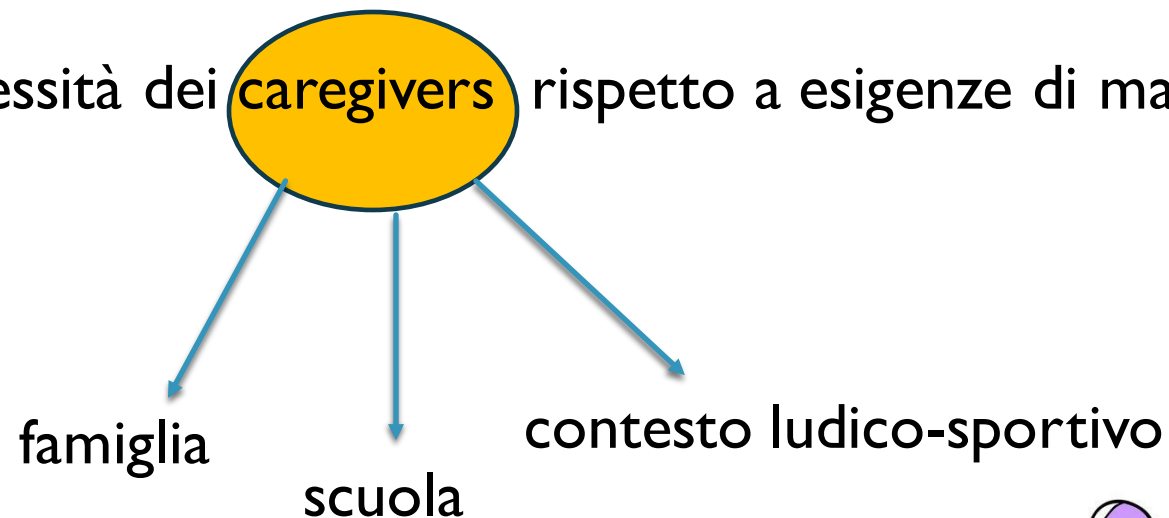 essità dei caregivers rispetto a esigenze di ma
famiglia
scuola
contesto ludico-sportivo